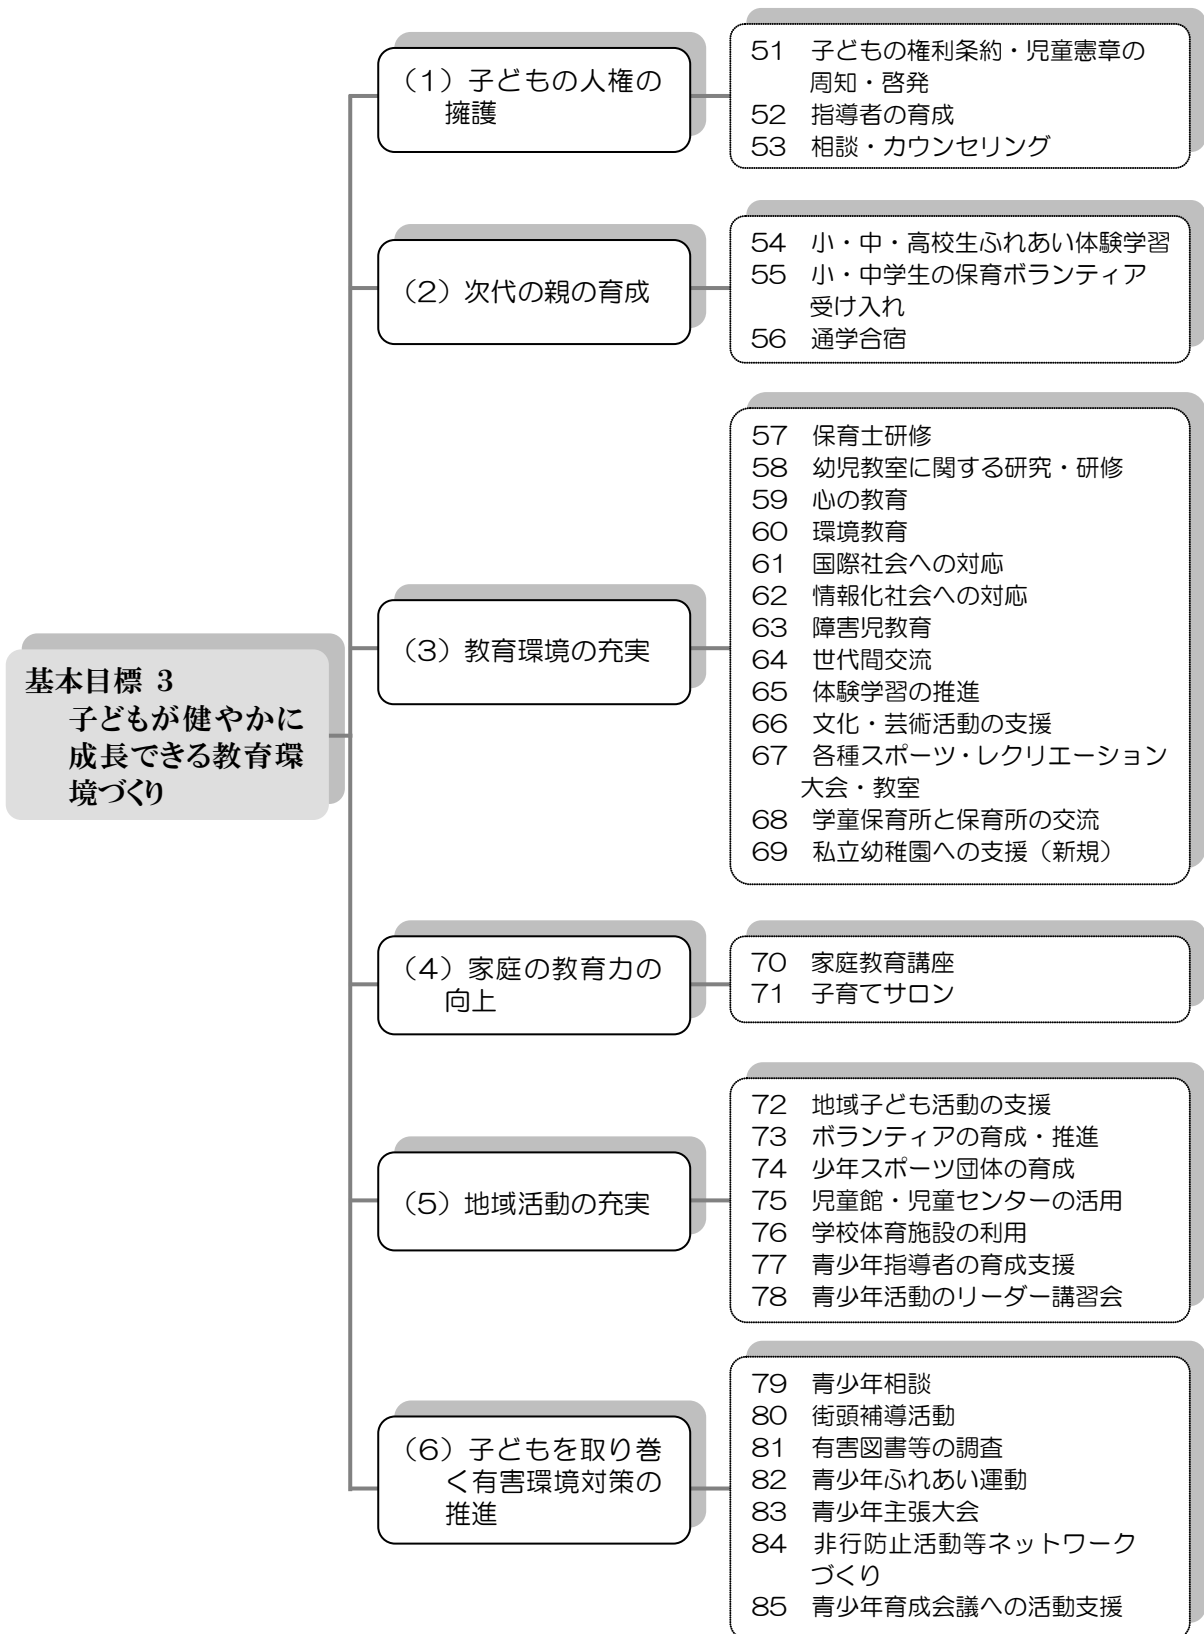 基本目標 3
子どもが健やかに
成長できる教育環
境づくり
(1)子どもの人権の
擁護
51 子どもの権利条約・児童憲章の
周知・啓発
52 指導者の育成
53 相談・カウンセリング
(2)次代の親の育成
54 小・中・高校生ふれあい体験学習
55 小・中学生の保育ボランティア
受け入れ
56 通学合宿
(3)教育環境の充実
57 保育士研修
58 幼児教室に関する研究・研修
59 心の教育
60 環境教育
61 国際社会への対応
62 情報化社会への対応
63 障害児教育
64 世代間交流
65 体験学習の推進
66 文化・芸術活動の支援
67 各種スポーツ・レクリエーション
大会・教室
68 学童保育所と保育所の交流
69 私立幼稚園への支援(新規)
(4)家庭の教育力の
向上
70 家庭教育講座
71 子育てサロン
(5)地域活動の充実
72 地域子ども活動の支援
73 ボランティアの育成・推進
74 少年スポーツ団体の育成
75 児童館・児童センターの活用
76 学校体育施設の利用
77 青少年指導者の育成支援
78 青少年活動のリーダー講習会
(6)子どもを取り巻
く有害環境対策の
推進
79 青少年相談
80 街頭補導活動
81 有害図書等の調査
82 青少年ふれあい運動
83 青少年主張大会
84 非行防止活動等ネットワーク
づくり
85 青少年育成会議への活動支援